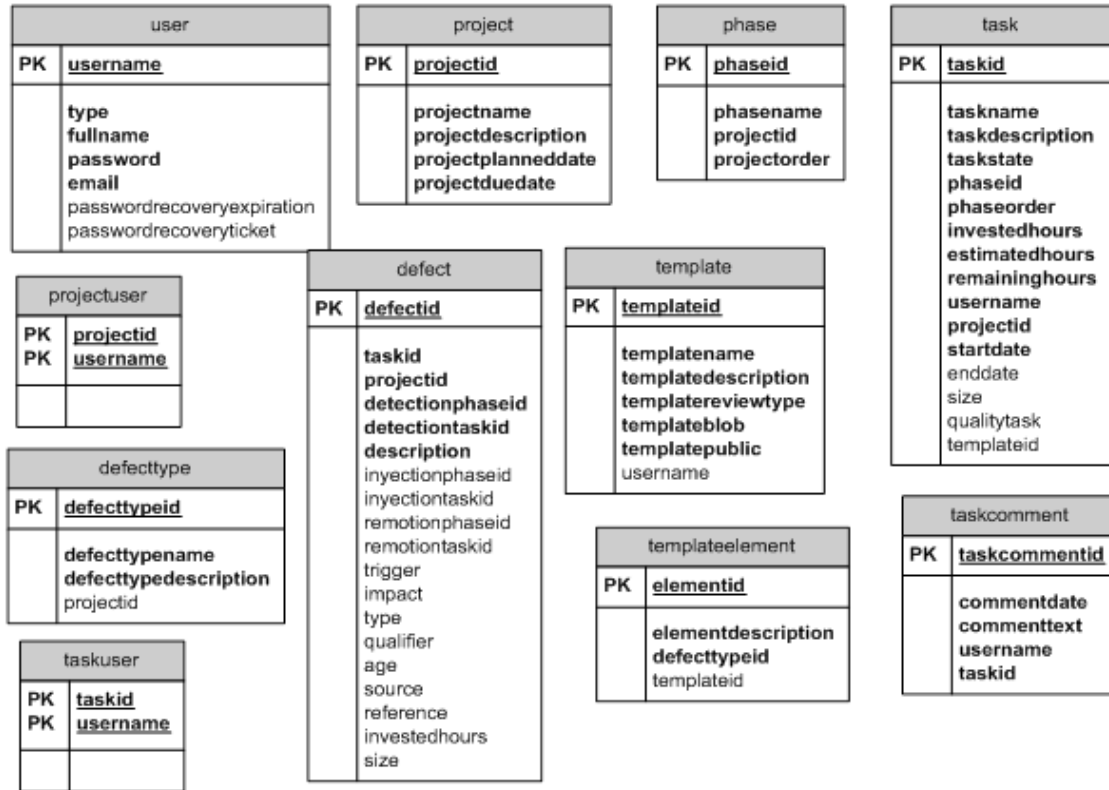 user
PK username
type
fullname
password
email
passwordrecoveryexpiration
passwordrecoveryticket
project
PK projectid
projectname
projectdescription
projectplanneddate
projectduedate
phase
PK phaseid
phasename
projectid
projectorder
task
PK taskid
taskname
taskdescription
taskstate
phaseid
phaseorder
investedhours
estimatedhours
remaininghours
username
projectid
startdate
enddate
size
qualitytask
templateid
projectuser
PK projectid
PK username
defect
PK defectid
taskid
projectid
detectionphaseid
detectiontaskid
description
inyectionphaseid
inyectiontaskid
remotionphaseid
remotiontaskid
trigger
impact
type
qualifier
age
source
reference
investedhours
size
template
PK templateid
templatename
templatedescription
templatereviewtype
templateblob
templatepublic
username
defecttype
PK defecttypeid
defecttypename
defecttypedescription
projectid
templateelement
PK elementid
elementdescription
defecttypeid
templateid
taskcomment
PK taskcommentid
commentdate
commenttext
username
taskid
taskuser
PK taskid
PK username